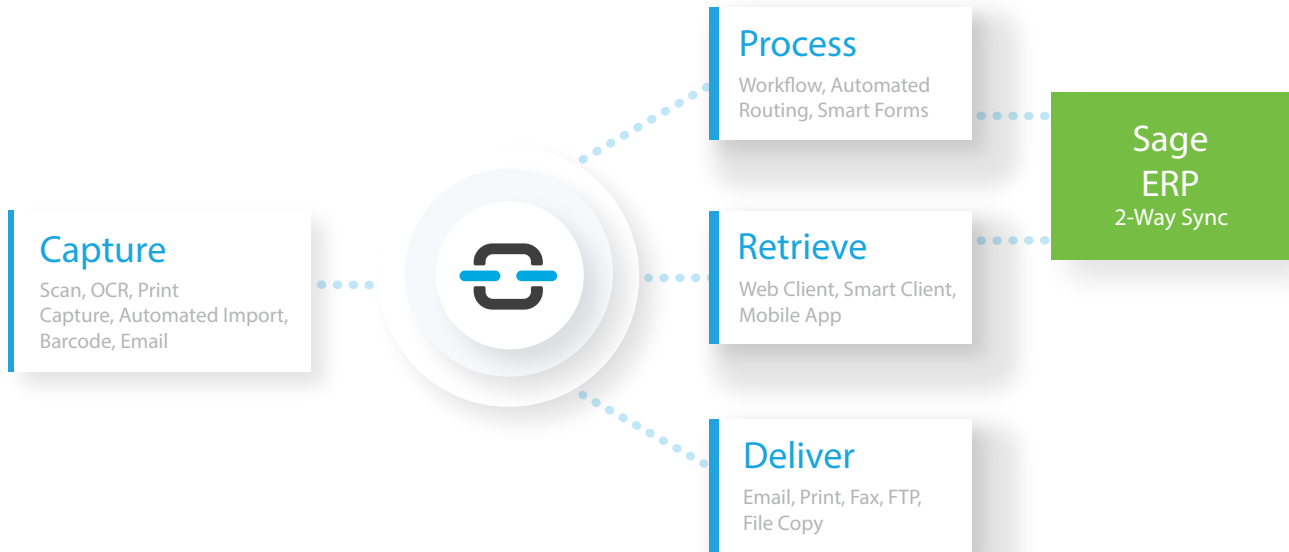 Capture
Scan, OCR, Print
Capture, Automated Import,
Barcode, Email
Process
Workflow, Automated
Routing, Smart Forms
Retrieve
Web Client, Smart Client,
Mobile App
Deliver
Email, Print, Fax, FTP,
File Copy
Sage
ERP
2-Way Sync